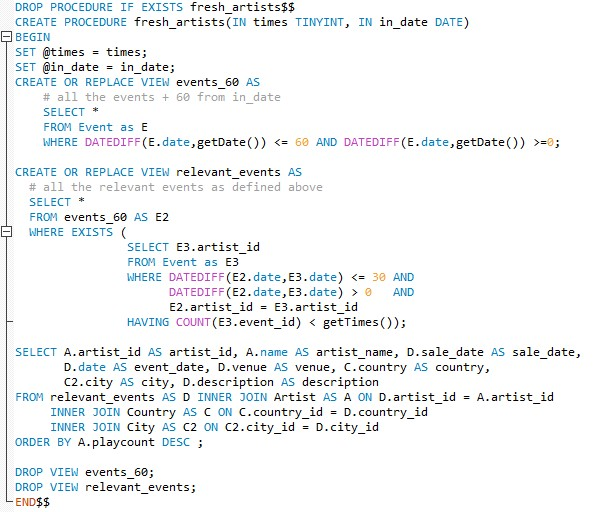 DROP PROCEDURE IF EXISTS fresh_artists$$
CREATE PROCEDURE fresh_artists(IN times TINYINT, IN in_date DATE)
BEGIN
SET @times = times;
SET @in_date = in_date;
CREATE OR REPLACE VIEW events_60 AS
# all the events + 60 from in_date
SELECT *
FROM Event as E
WHERE DATEDIFF(E.date,getDate()) <= 60 AND DATEDIFF(E.date,getDate()) >=0;
CREATE OR REPLACE VIEW relevant_events AS
# all the relevant events as defined above
SELECT *
FROM events_60 AS E2
WHERE EXISTS (
SELECT E3.artist_id
FROM Event as E3
WHERE DATEDIFF(E2.date,E3.date) <= 30 AND
DATEDIFF(E2.date,E3.date) > 0 AND
E2.artist_id = E3.artist_id
HAVING COUNT(E3.event_id) < getTimes());
SELECT A.artist_id AS artist_id, A.name AS artist_name, D.sale_date AS sale_date,
D.date AS event_date, D.venue AS venue, C.country AS country,
C2.city AS city, D.description AS description
FROM relevant_events AS D INNER JOIN Artist AS A ON D.artist_id = A.artist_id
INNER JOIN Country AS C ON C.country_id = D.country_id
INNER JOIN City AS C2 ON C2.city_id = D.city_id
ORDER BY A.playcount DESC ;
DROP VIEW events_60;
DROP VIEW relevant_events;
END$$